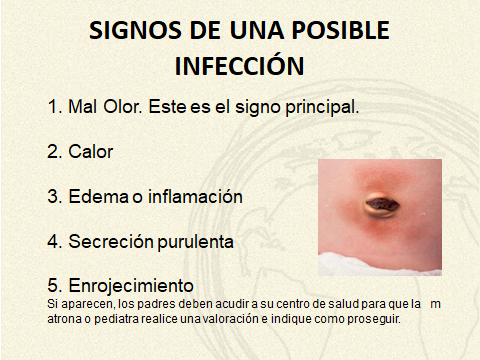 SIGNOS DE UNA POSIBLE
INFECCIÓN
1. Mal Olor. Este es el signo principal.
2. Calor
3. Edema o inflamación
4. Secreción purulenta
5. Enrojecimiento
Si aparecen, los padres deben acudir a su centro de salud para que la m
atrona o pediatra realice una valoración e indique como proseguir.